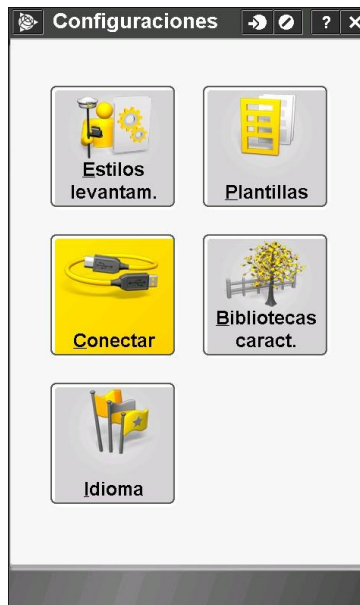 Configuraciones
?
Estilos
levantam.
Plantillas
Conectar
Bibliotecas
caract.
Idioma